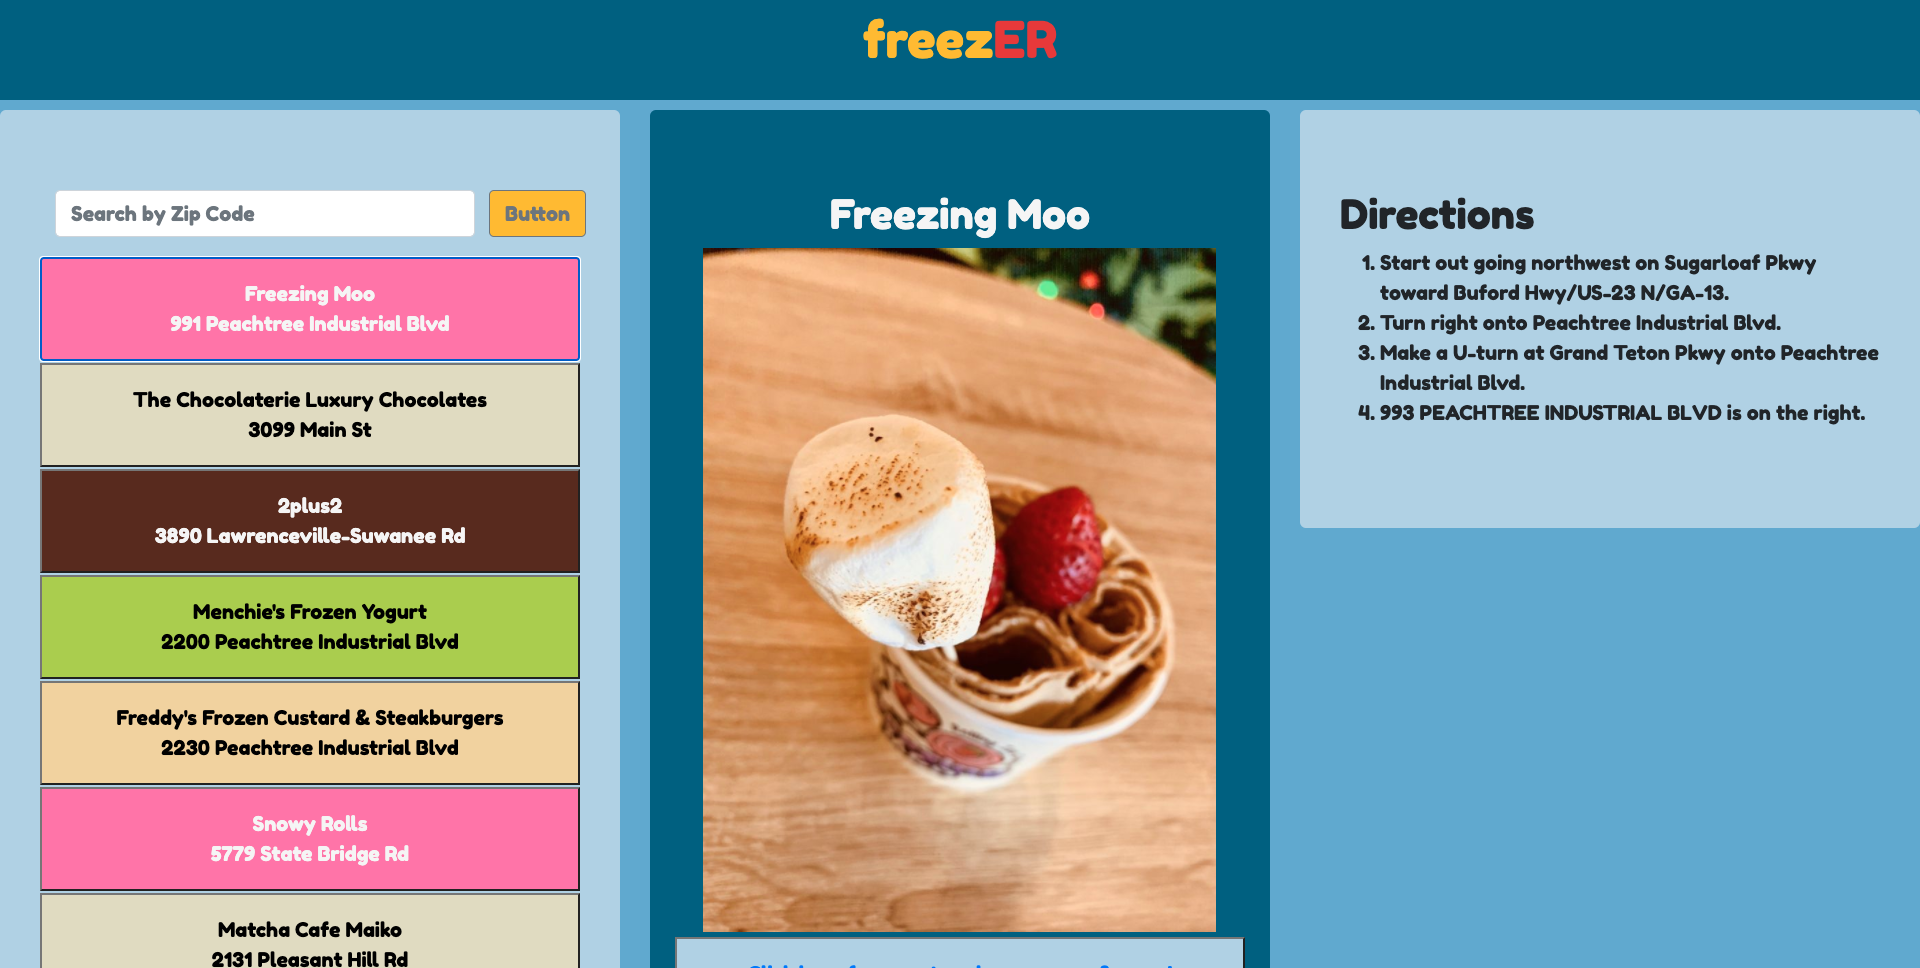 freezER
Search by Zip Code
Button
Freezing Moo
991 Peachtree Industrial Blvd
The Chocolaterie Luxury Chocolates
3099 Main St
2plus2
3890 Lawrenceville-Suwanee Rd
Menchie's Frozen Yogurt
2200 Peachtree Industrial Blvd
Freddy's Frozen Custard & Steakburgers
2230 Peachtree Industrial Blvd
Snowy Rolls
5779 State Bridge Rd
Matcha Cafe Maiko
2131 Pleasant Hill Rd
Freezing Moo
Directions
1. Start out going northwest on Sugarloaf Pkwy
toward Buford Hwy/US-23 N/GA-13.
2. Turn right onto Peachtree Industrial Blvd.
3. Make a U-turn at Grand Teton Pkwy onto Peachtree
Industrial Blvd.
4. 993 PEACHTREE INDUSTRIAL BLVD is on the right.